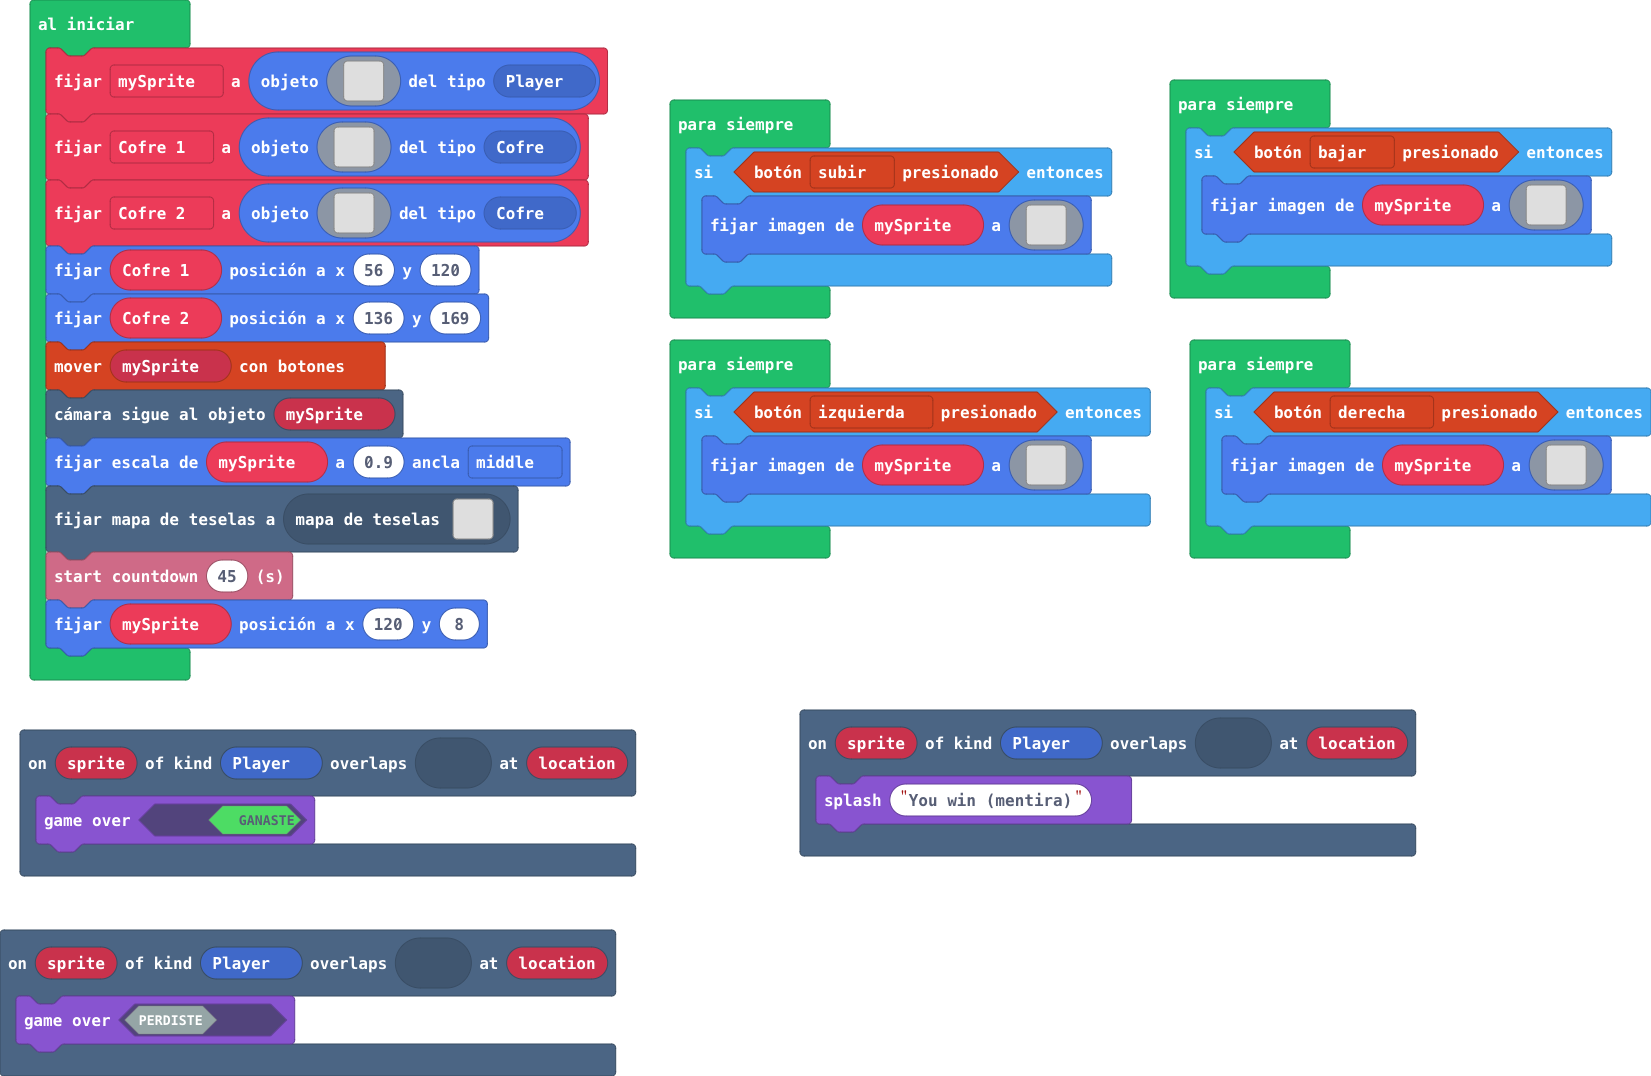 al iniciar
fijar mySprite a objeto del tipo Player
fijar Cofre 1 a objeto del tipo Cofre
fijar Cofre 2 a objeto del tipo Cofre
fijar Cofre 1 posición a x 56 y 120
fijar Cofre 2 posición a x 136 y 169
mover mySprite con botones
cámara sigue al objeto mySprite
fijar escala de mySprite a 0.9 ancla middle
fijar mapa de teselas a mapa de teselas
start countdown 45 (s)
fijar mySprite posición a x 120 y 8
para siempre
si botón subir presionado entonces
fijar imagen de mySprite a
para siempre
si botón bajar presionado entonces
fijar imagen de mySprite a
para siempre
si botón izquierda presionado entonces
fijar imagen de mySprite a
para siempre
si botón derecha presionado entonces
fijar imagen de mySprite a
on sprite of kind Player overlaps at location
game over GANASTE
on sprite of kind Player overlaps at location
splash "You win (mentira)"
on sprite of kind Player overlaps at location
game over PERDISTE